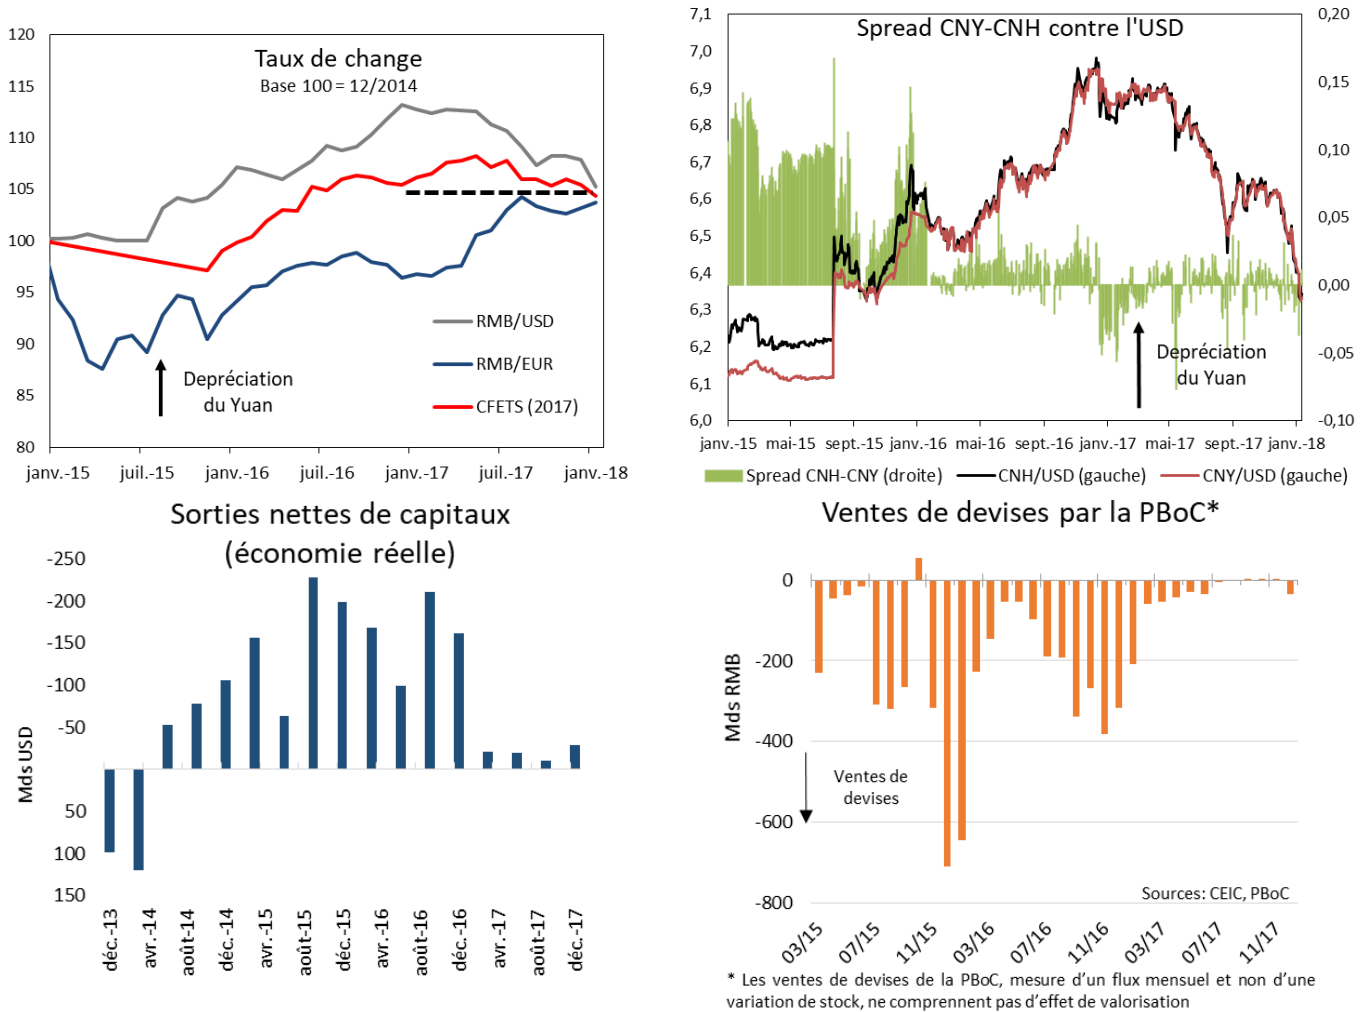 Taux de change
Base 100 = 12/2014
120
115
110
105
100
95
90
85
80
RMB/USD
RMB/EUR
CFETS (2017)
Depréciation
du Yuan
janv.-15 juil.-15 janv.-16 juil.-16 janv.-17 juil.-17 janv.-18
Spread CNY-CNH contre l'USD
7,1
7,0
6,9
6,8
6,7
6,6
6,5
6,4
6,3
6,2
6,1
6,0
0,20
0,15
0,10
0,05
0,00
-0,05
-0,10
Depréciation
du Yuan
janv.-15 mai-15 sept.-15 janv.-16 mai-16 sept.-16 janv.-17 mai-17 sept.-17 janv.-18
Spread CNH-CNY (droite) CNH/USD (gauche) CNY/USD (gauche)
Sorties nettes de capitaux
(économie réelle)
Mds USD
-250
-200
-150
-100
-50
50
100
150
déc.-13 avr.-14 août-14 déc.-14 avr.-15 août-15 déc.-15 avr.-16 août-16 déc.-16 avr.-17 août-17 déc.-17
Ventes de devises par la PBoC*
Mds RMB
0
-200
-400
-600
-800
Ventes de
devises
Sources: CEIC, PBoC
03/15 07/15 11/15 03/16 07/16 11/16 03/17 07/17 11/17
* Les ventes de devises de la PBoC, mesure d’un flux mensuel et non d’une
variation de stock, ne comprennent pas d’effet de valorisation